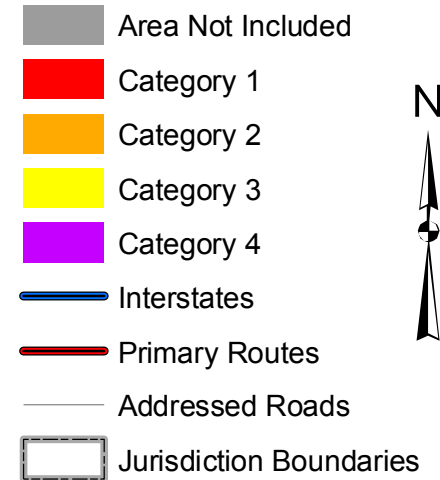 Area Not Included
Category 1
Category 2
Category 3
Category 4
Interstates
Primary Routes
Addressed Roads
Jurisdiction Boundaries
N